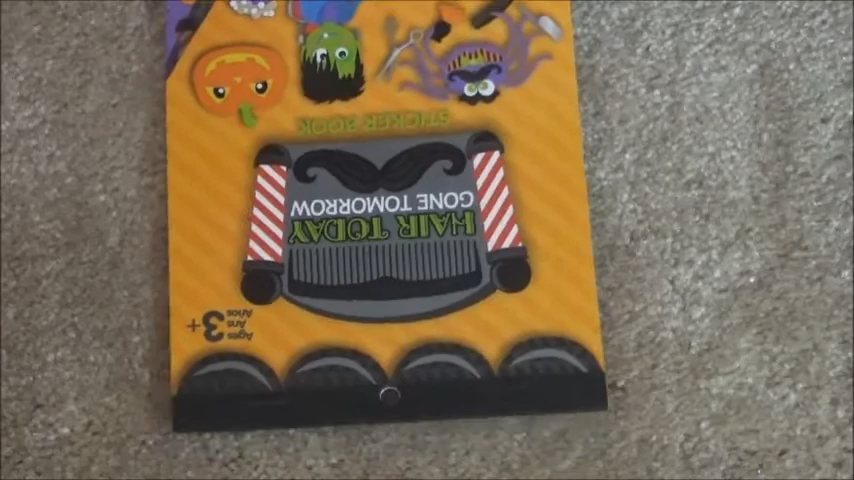 Ages
Ans
Años
3+
HAIR TODAY
GONE TOMORROW
STICKER BOOK